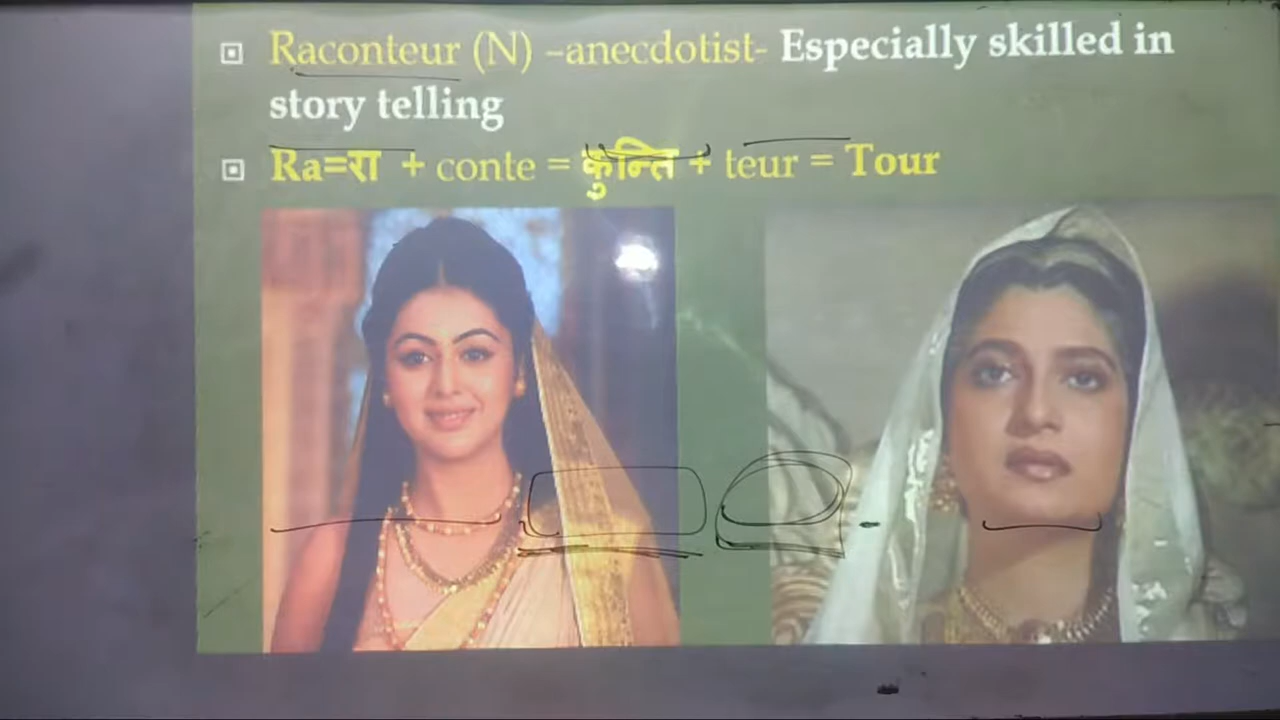 Raconteur (N) –anecdotist- Especially skilled in
story telling
Ra=रा + conte = कुन्ति + teur = Tour